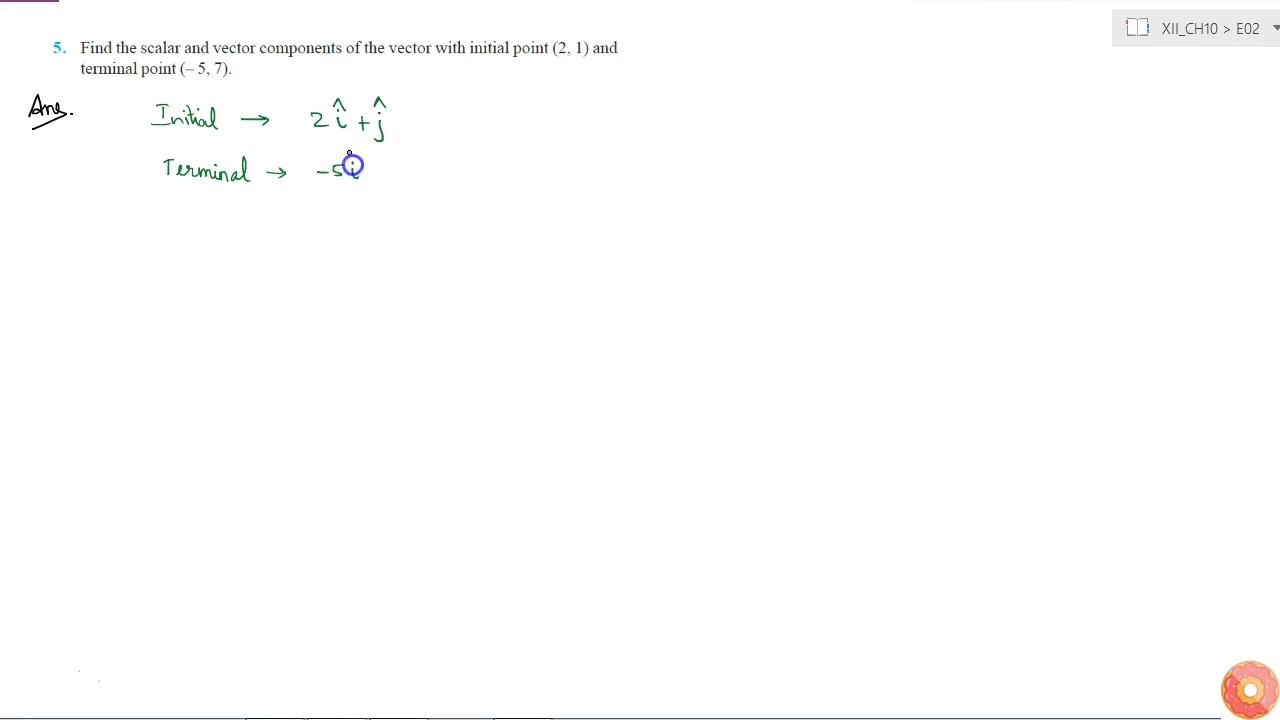 XII_CH10 > E02
5. Find the scalar and vector components of the vector with initial point (2, 1) and
terminal point (– 5, 7).
Ans.
Initial → 2î + ĵ
Terminal → -5i